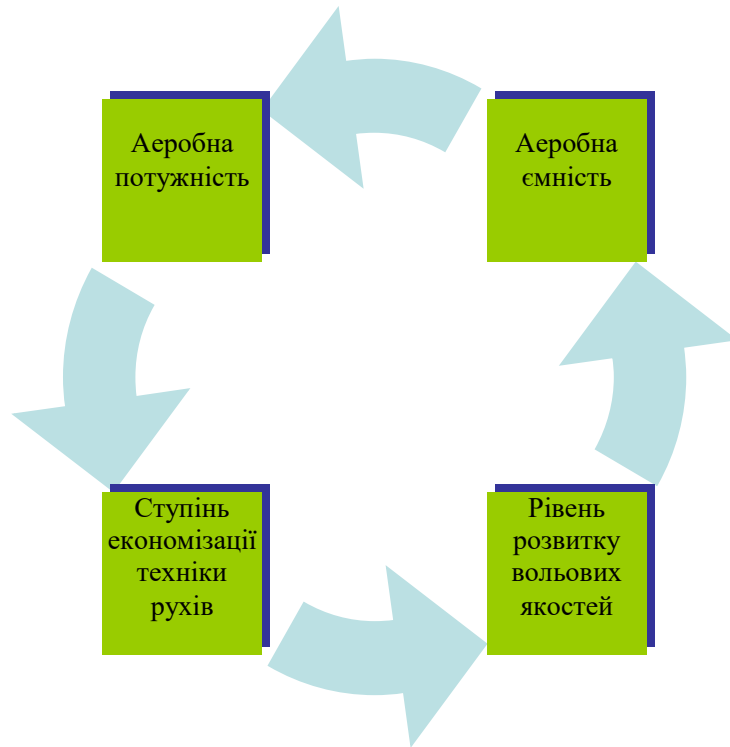 Аеробна
потужність
Аеробна
ємність
Ступінь
економізації
техніки
рухів
Рівень
розвитку
вольових
якостей